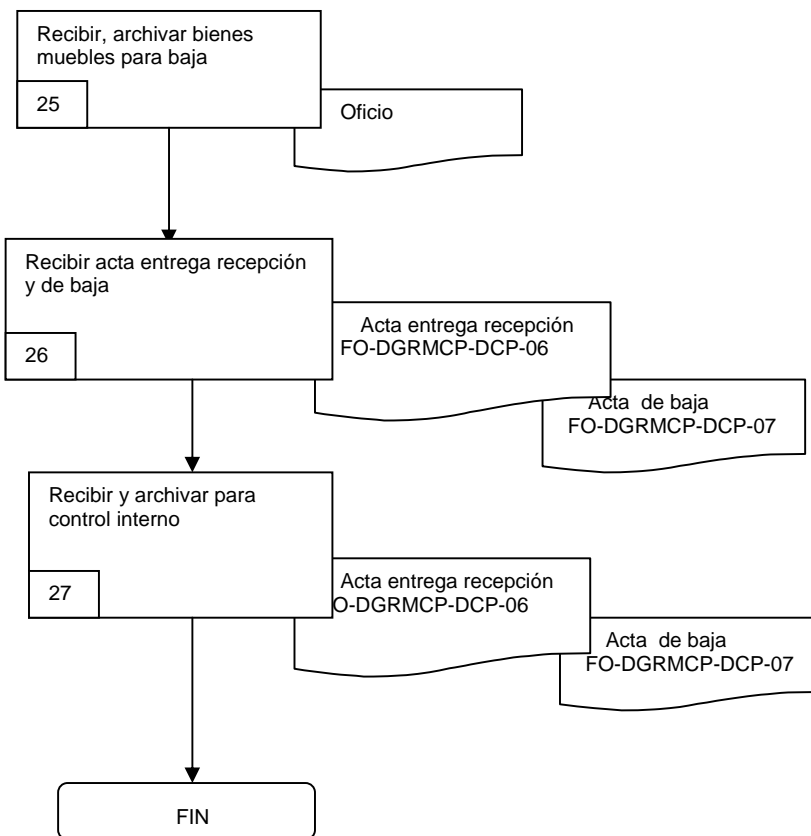 Recibir, archivar bienes
muebles para baja
25
Oficio
Recibir acta entrega recepción
y de baja
26
Acta entrega recepción
FO-DGRMCP-DCP-06
Acta de baja
FO-DGRMCP-DCP-07
Recibir y archivar para
control interno
27
Acta entrega recepción
O-DGRMCP-DCP-06
Acta de baja
FO-DGRMCP-DCP-07
FIN